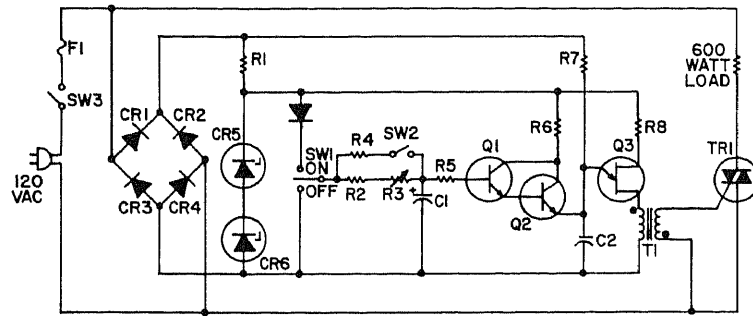 F1
SW3
120
VAC
CR1
CR2
CR3
CR4
R1
CR5
CR6
SW1
ON
OFF
R4
SW2
R2
R3
+
C1
R5
Q1
Q2
R6
R7
C2
Q3
R8
T1
600
WATT
LOAD
TR1